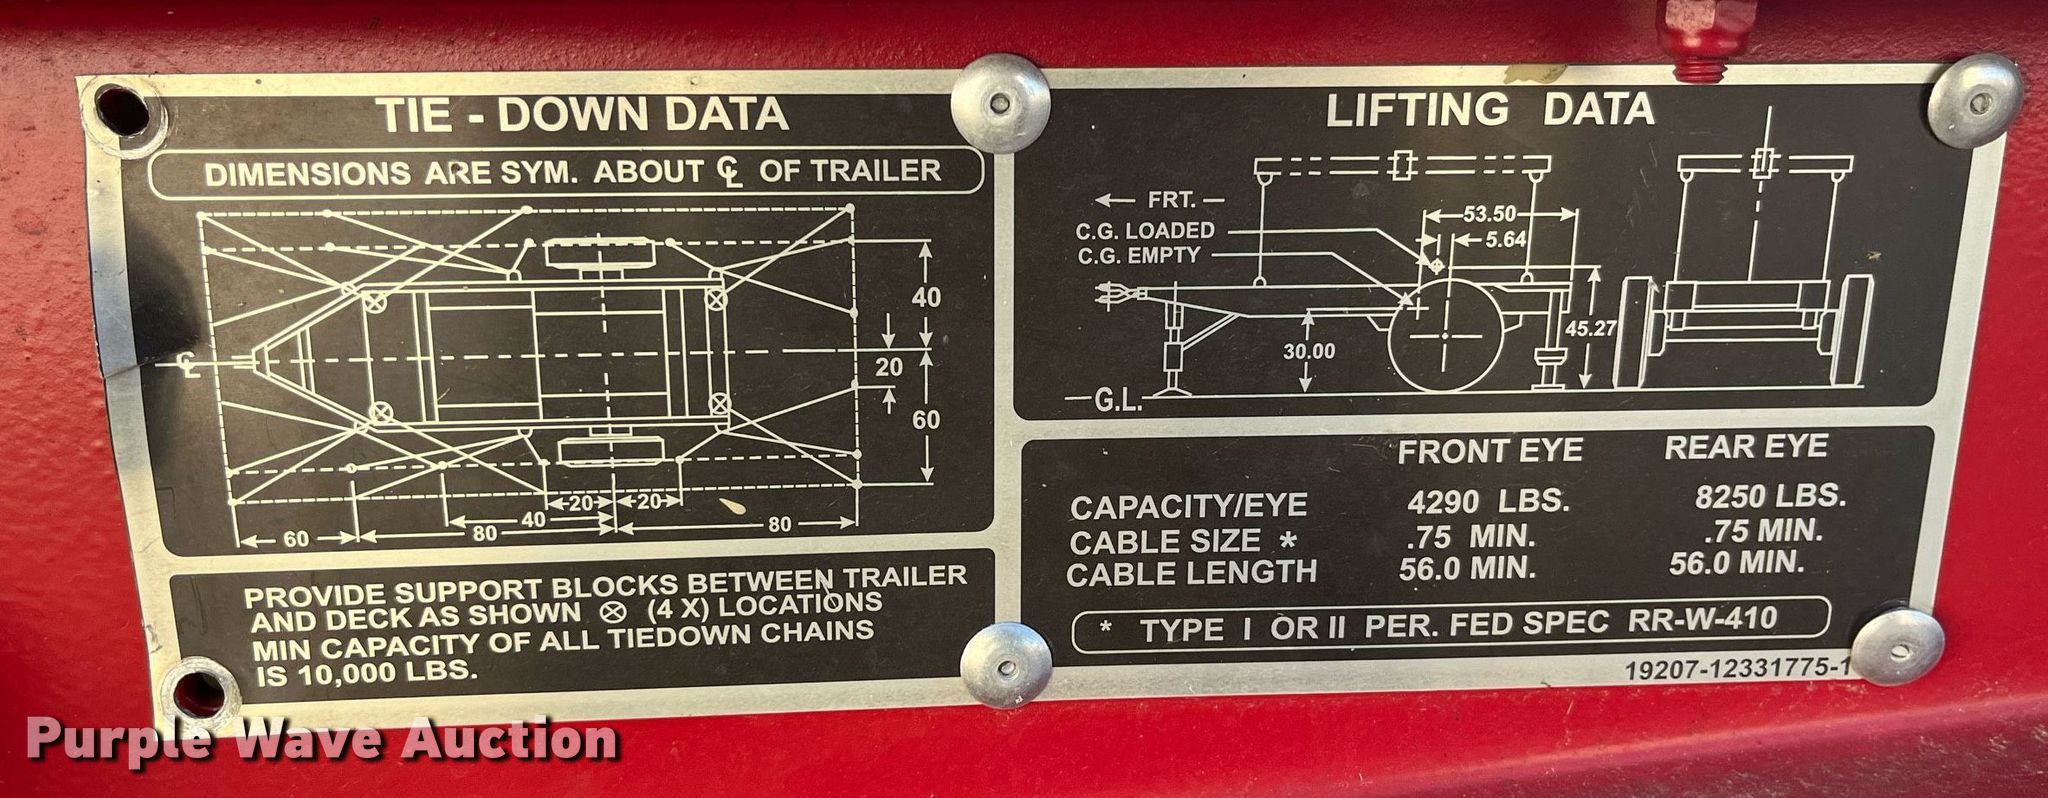 TIE - DOWN DATA
DIMENSIONS ARE SYM. ABOUT ℄ OF TRAILER
℄
40
20
60
20
20
40
60
80
80
PROVIDE SUPPORT BLOCKS BETWEEN TRAILER
AND DECK AS SHOWN ⊗ (4 X) LOCATIONS
MIN CAPACITY OF ALL TIEDOWN CHAINS
IS 10,000 LBS.
LIFTING DATA
FRT.
53.50
C.G. LOADED
5.64
C.G. EMPTY
45.27
30.00
G.L.
FRONT EYE REAR EYE
CAPACITY/EYE 4290 LBS. 8250 LBS.
CABLE SIZE * .75 MIN. .75 MIN.
CABLE LENGTH 56.0 MIN. 56.0 MIN.
* TYPE I OR II PER. FED SPEC RR-W-410
19207-12331775-1
Purple Wave Auction